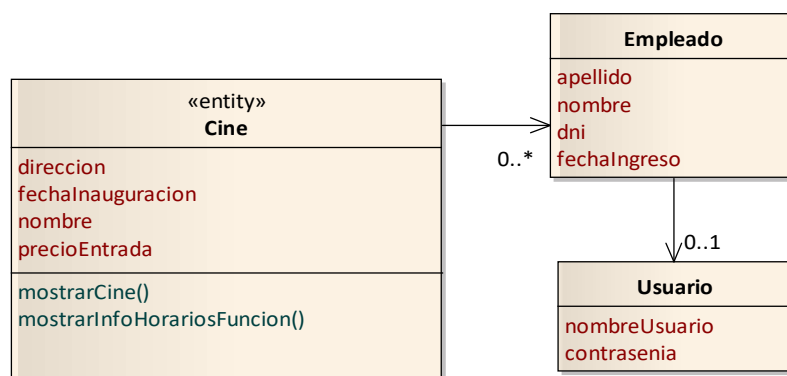 «entity»
Cine
direccion
fechaInauguracion
nombre
precioEntrada
mostrarCine()
mostrarInfoHorariosFuncion()
0..*
Empleado
apellido
nombre
dni
fechaIngreso
0..1
Usuario
nombreUsuario
contrasenia